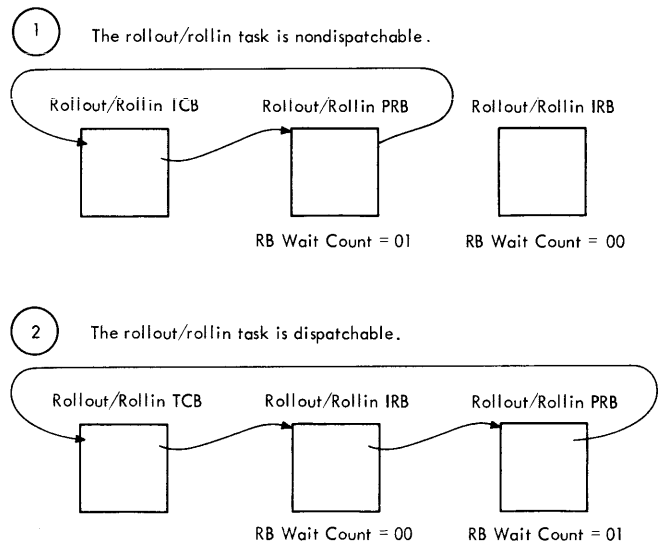 1
The rollout/rollin task is nondispatchable.
Rollout/Rollin TCB Rollout/Rollin PRB Rollout/Rollin IRB
RB Wait Count = 01 RB Wait Count = 00
2
The rollout/rollin task is dispatchable.
Rollout/Rollin TCB Rollout/Rollin IRB Rollout/Rollin PRB
RB Wait Count = 00 RB Wait Count = 01